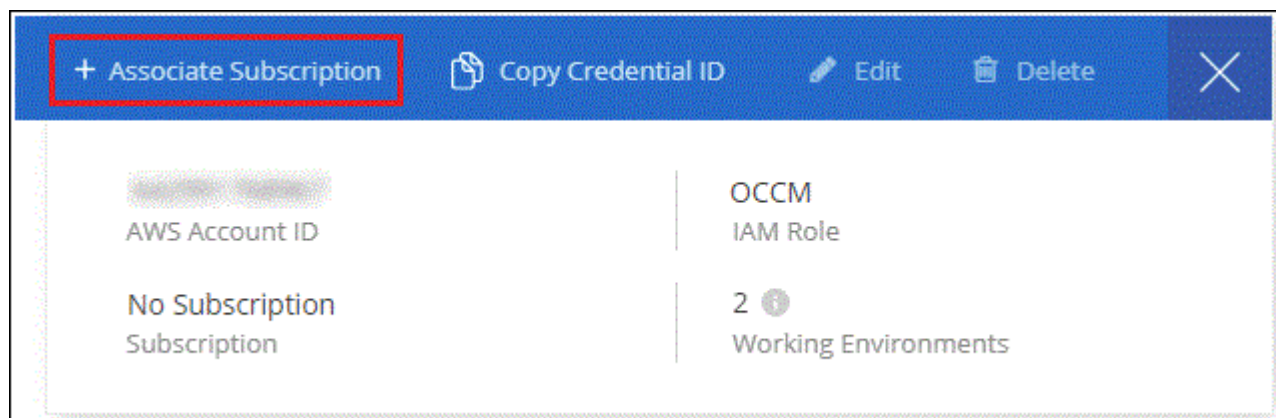 + Associate Subscription Copy Credential ID Edit Delete
OCCM
AWS Account ID IAM Role
No Subscription 2
Subscription Working Environments